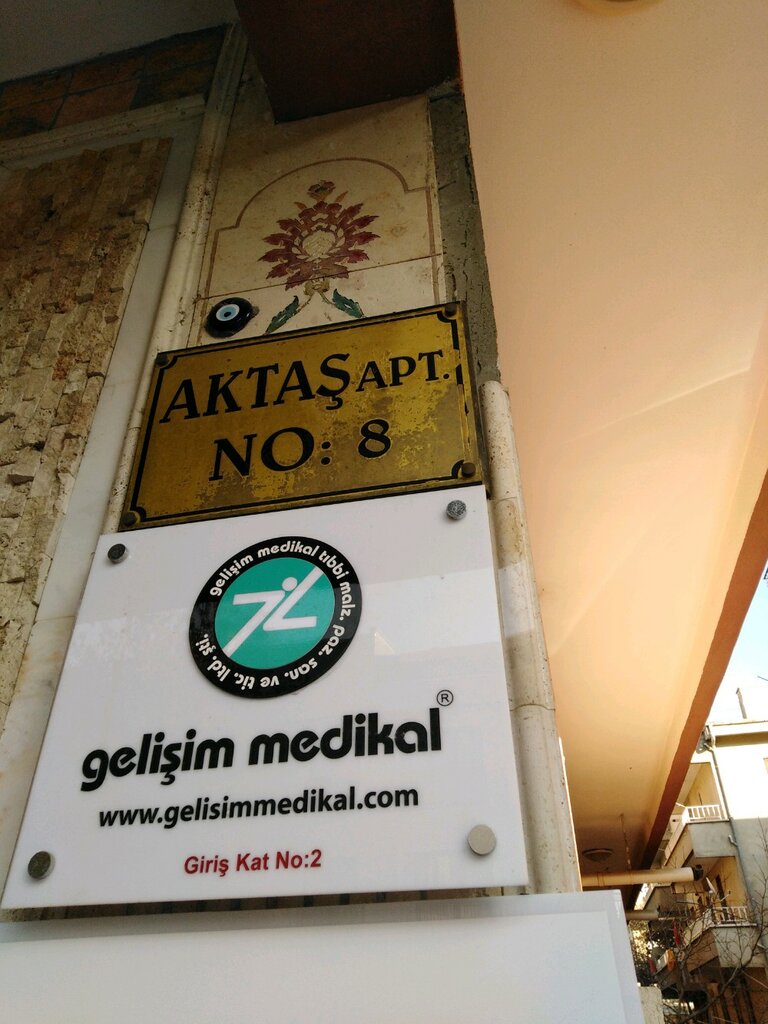 AKTAŞ APT.
NO: 8
gelişim medikal tıbbi malz. paz. san. ve tic. ltd. şti.
gelişim medikal®
www.gelisimmedikal.com
Giriş Kat No:2